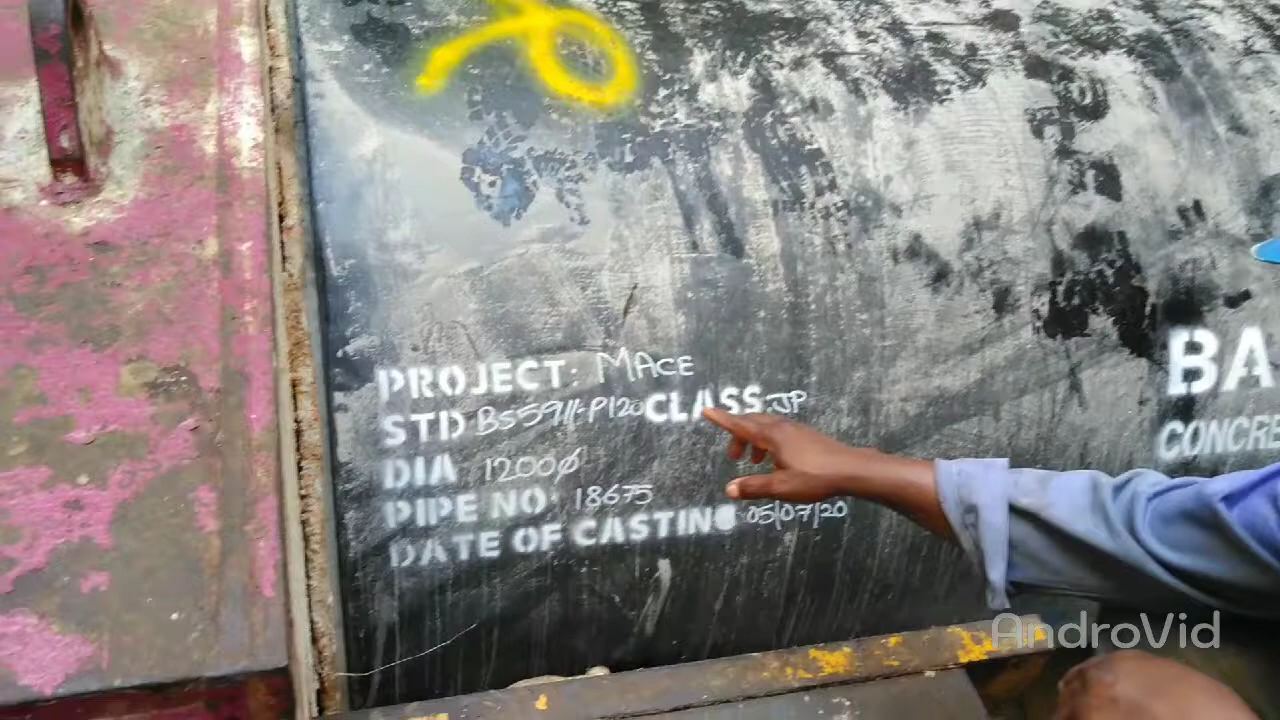 PROJECT: MACE
STD BS5911-P120 CLASS: JP
DIA 1200ø
PIPE NO: 18675
DATE OF CASTING 05/07/20
BA
CONCRE
AndroVid